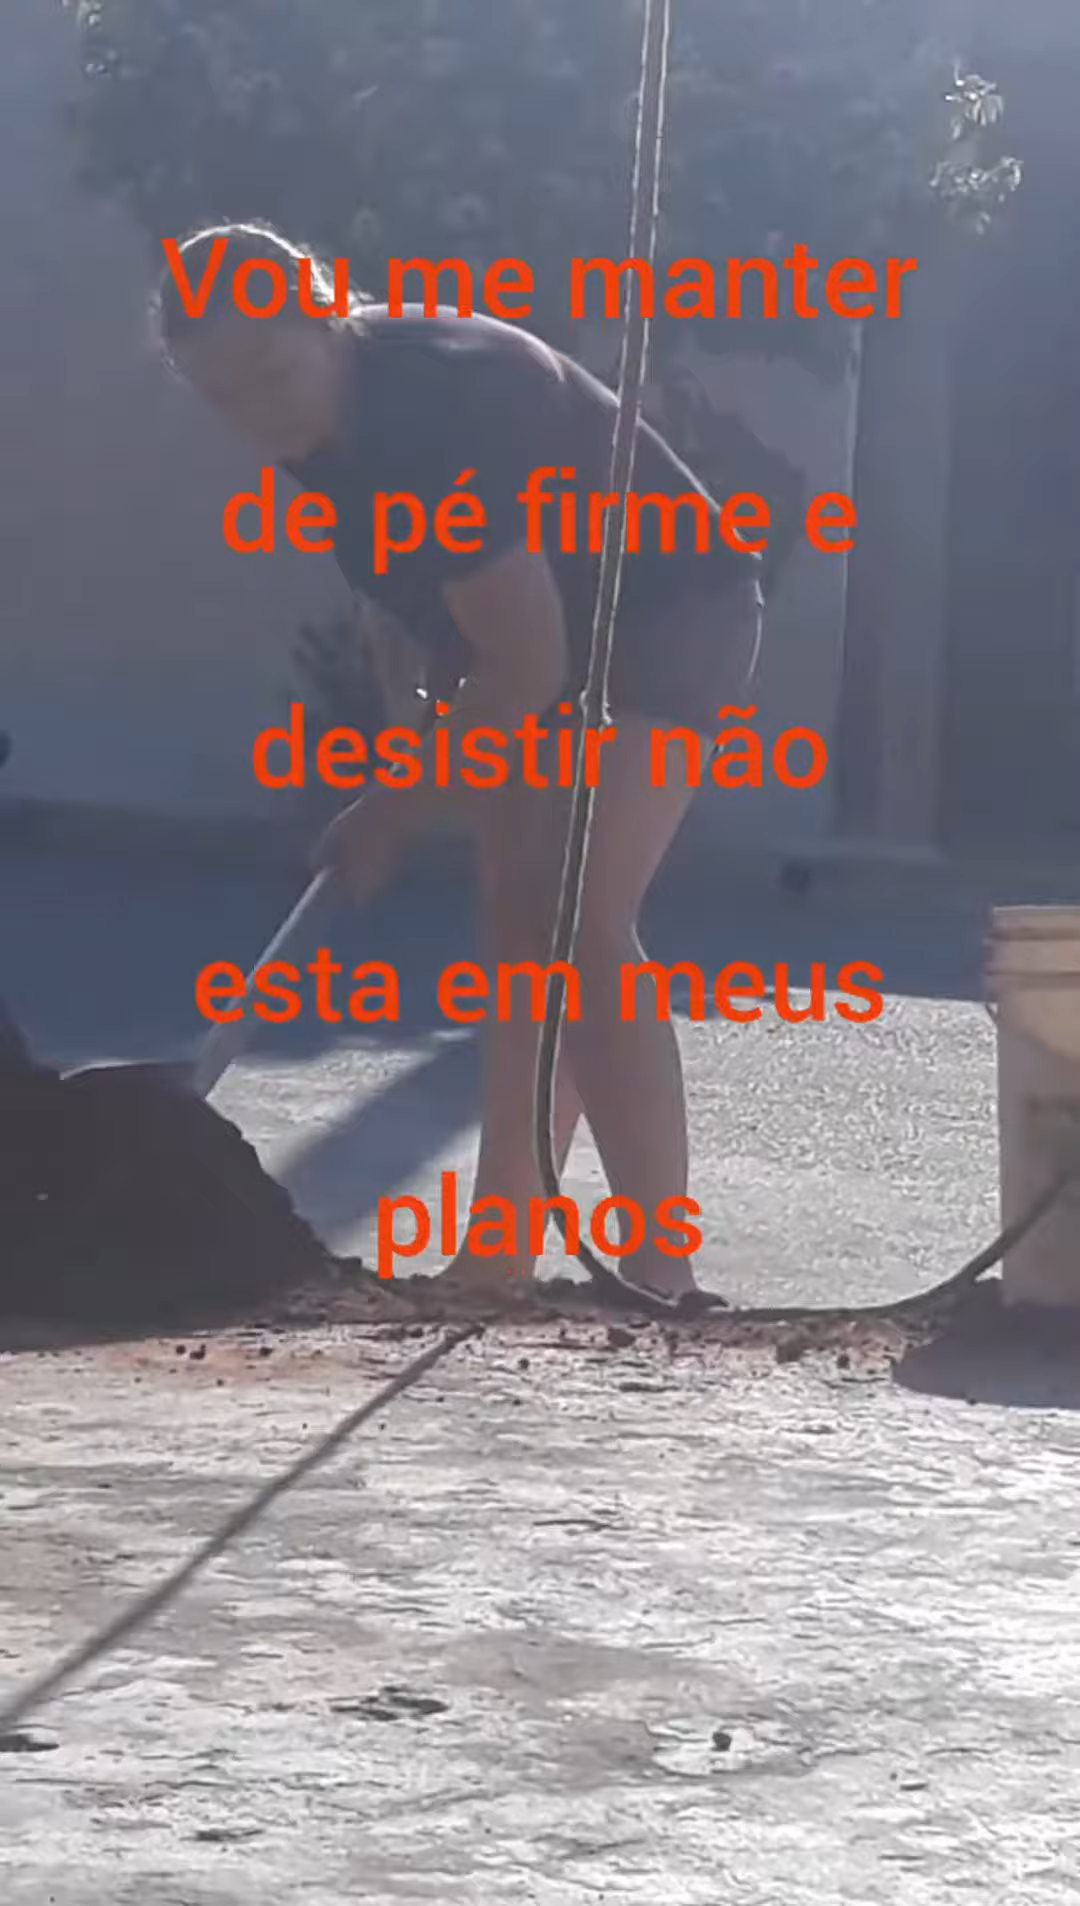 Vou me manter
de pé firme e
desistir não
esta em meus
planos